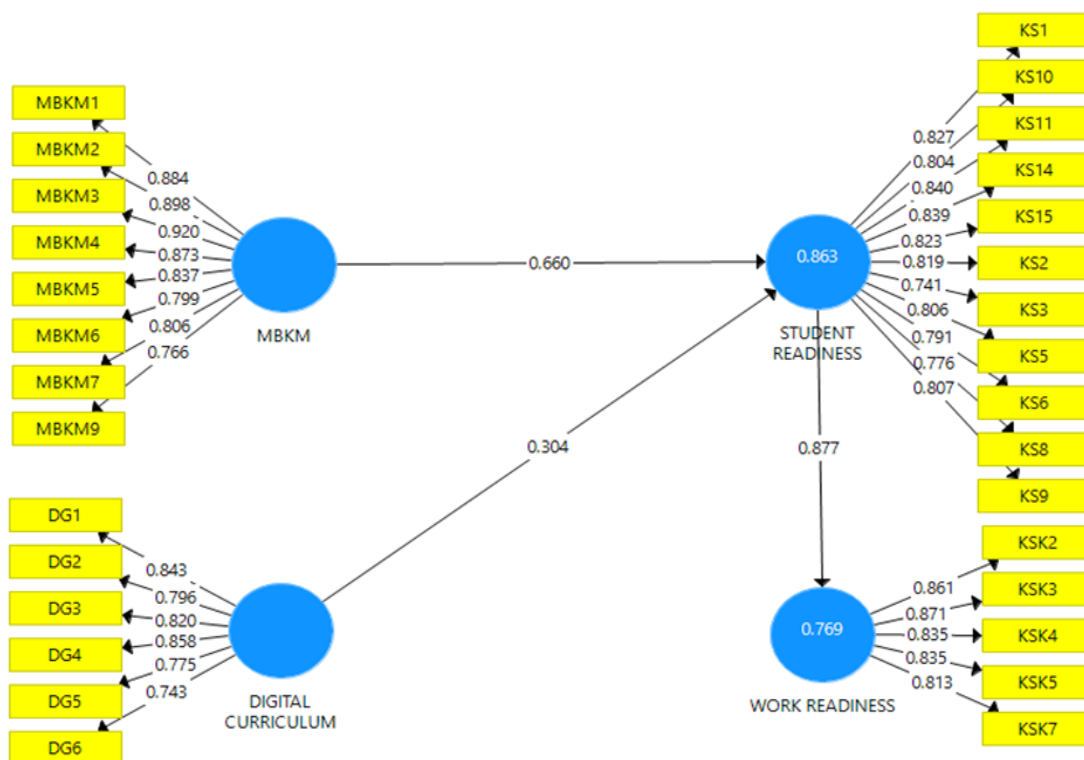 MBKM1
MBKM2
MBKM3
MBKM4
MBKM5
MBKM6
MBKM7
MBKM9
0.884
0.898
0.920
0.873
0.837
0.799
0.806
0.766
MBKM
0.660
DG1
DG2
DG3
DG4
DG5
DG6
0.843
0.796
0.820
0.858
0.775
0.743
DIGITAL
CURRICULUM
0.304
0.863
STUDENT
READINESS
0.827
0.804
0.840
0.839
0.823
0.819
0.741
0.806
0.791
0.776
0.807
KS1
KS10
KS11
KS14
KS15
KS2
KS3
KS5
KS6
KS8
KS9
0.877
0.769
WORK READINESS
0.861
0.871
0.835
0.835
0.813
KSK2
KSK3
KSK4
KSK5
KSK7